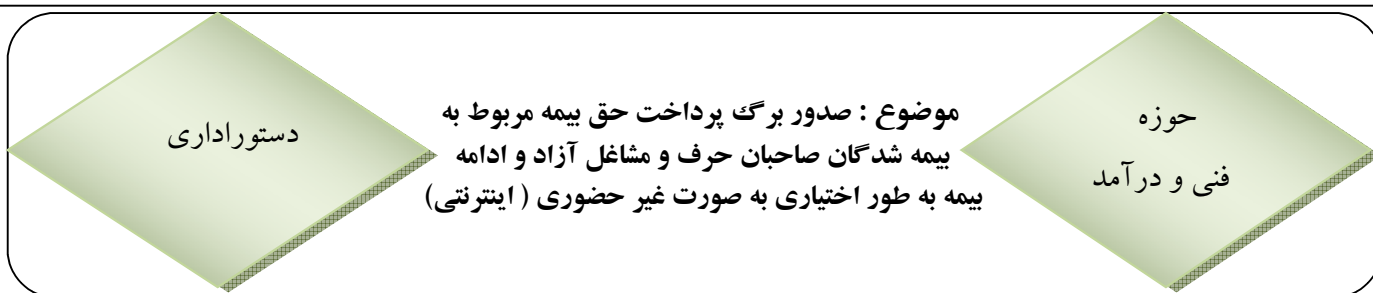 حوزه
فنی و درآمد
موضوع : صدور برگ پرداخت حق بیمه مربوط به
بیمه شدگان صاحبان حرف و مشاغل آزاد و ادامه
بیمه به طور اختیاری به صورت غیر حضوری ( اینترنتی)
دستوراداری